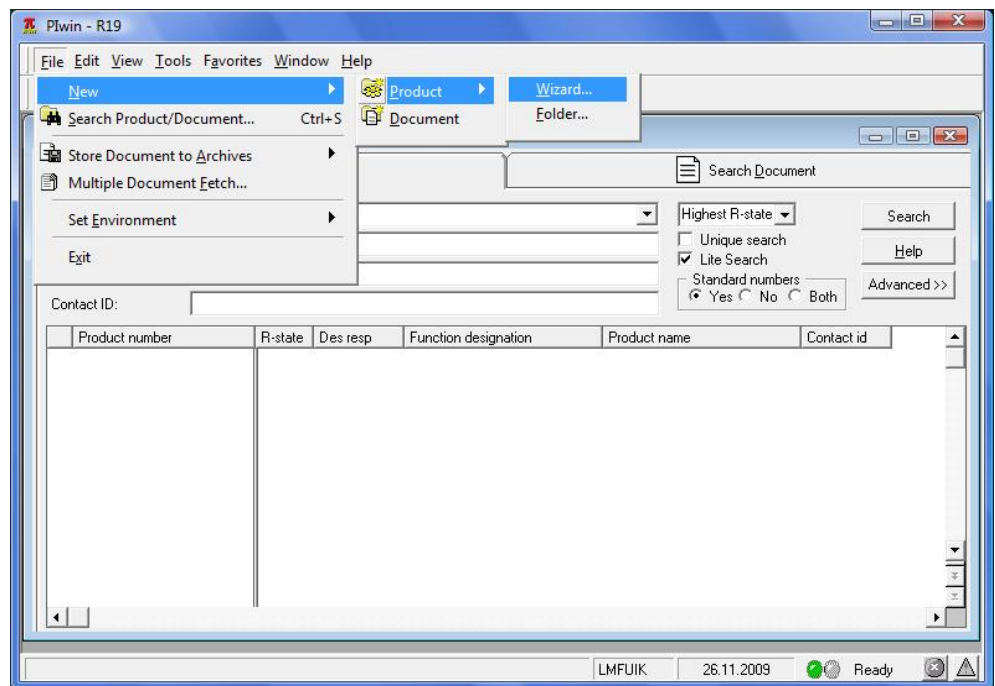 PIwin - R19
File Edit View Tools Favorites Window Help
New
Product
Wizard...
Search Product/Document... Ctrl+S
Document
Folder...
Store Document to Archives
Search Document
Multiple Document Fetch...
Set Environment
Highest R-state
Search
Unique search
Lite Search
Help
Exit
Standard numbers
Yes No Both
Advanced >>
Contact ID:
Product number R-state Des resp Function designation Product name Contact id
LMFUIK 26.11.2009 Ready